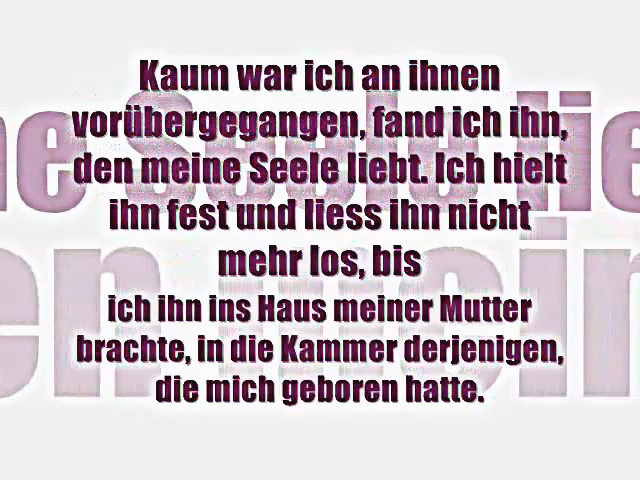 Kaum war ich an ihnen
vorübergegangen, fand ich ihn,
den meine Seele liebt. Ich hielt
ihn fest und liess ihn nicht
mehr los, bis
ich ihn ins Haus meiner Mutter
brachte, in die Kammer derjenigen,
die mich geboren hatte.